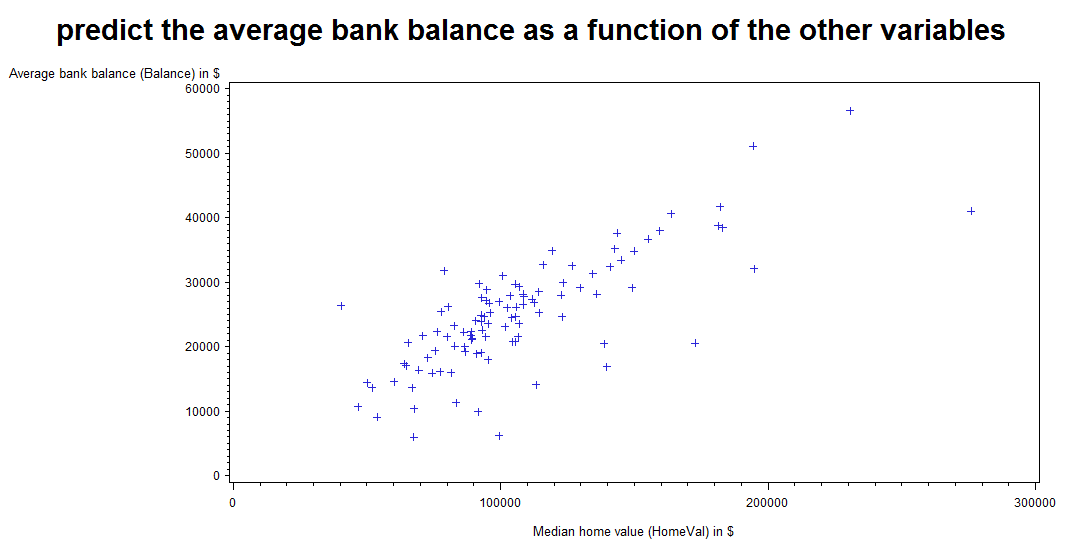 predict the average bank balance as a function of the other variables
Average bank balance (Balance) in $
60000
50000
40000
30000
20000
10000
0
0 100000 200000 300000
Median home value (HomeVal) in $